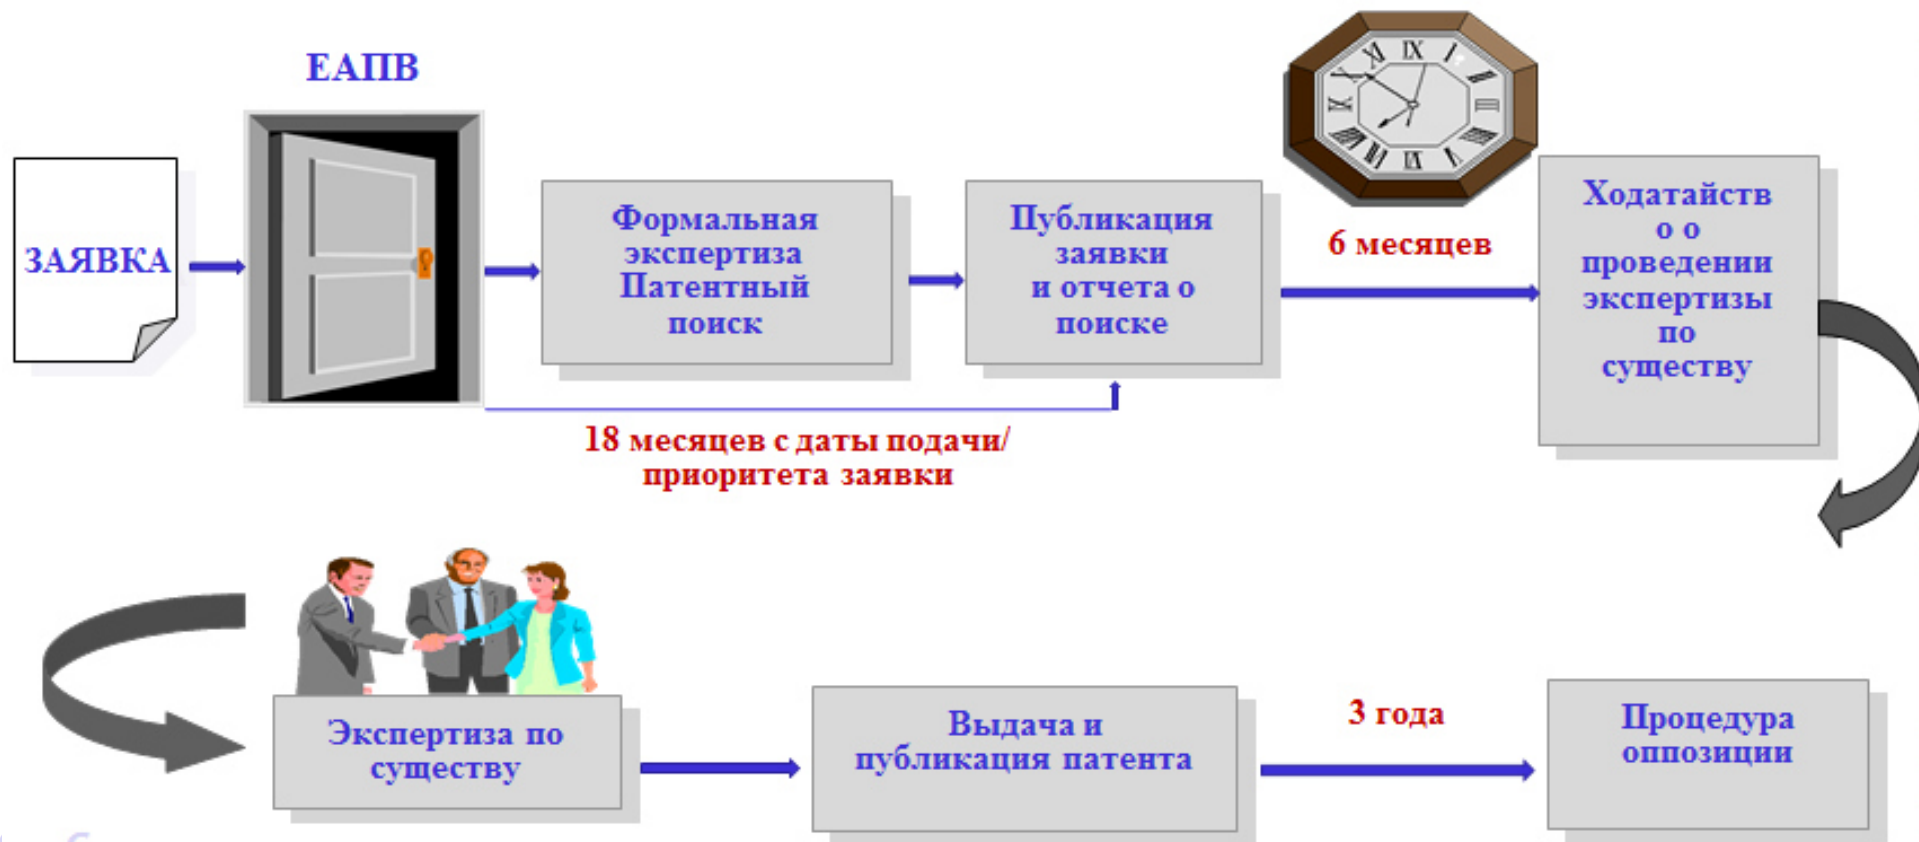 ЕАПВ
ЗАЯВКА
Формальная
экспертиза
Патентный
поиск
Публикация
заявки
и отчета о
поиске
6 месяцев
Ходатайств
о о
проведении
экспертизы
по
существу
18 месяцев с даты подачи/
приоритета заявки
Экспертиза по
существу
Выдача и
публикация патента
3 года
Процедура
оппозиции